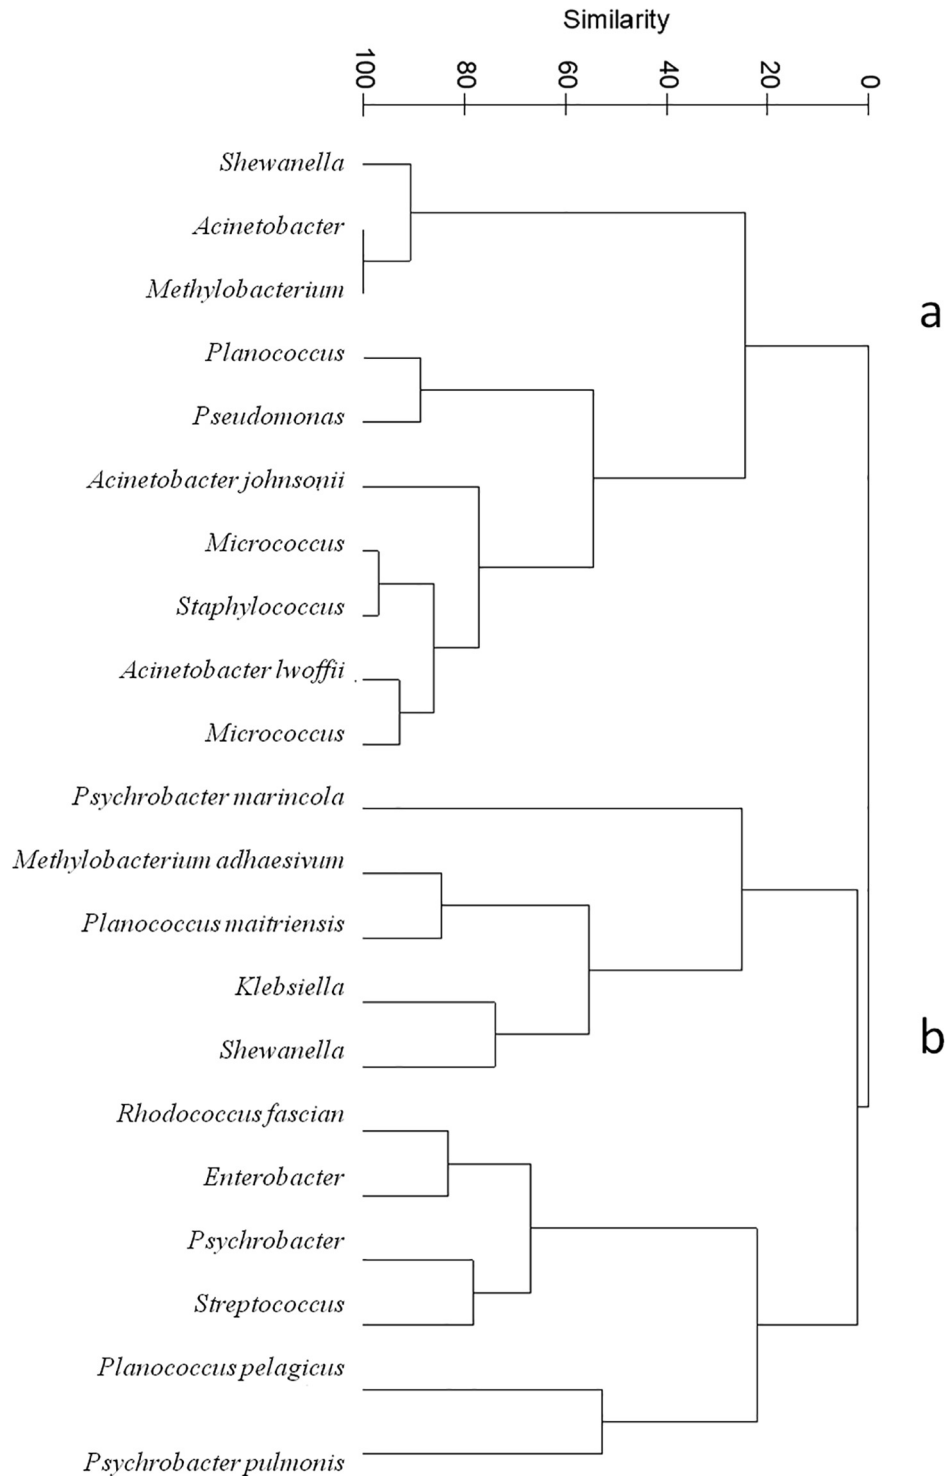 Similarity
100 80 60 40 20 0
Shewanella
Acinetobacter
Methylobacterium
a
Planococcus
Pseudomonas
Acinetobacter johnsonii
Micrococcus
Staphylococcus
Acinetobacter lwoffii
Micrococcus
Psychrobacter marincola
Methylobacterium adhaesivum
Planococcus maitriensis
Klebsiella
b
Shewanella
Rhodococcus fascian
Enterobacter
Psychrobacter
Streptococcus
Planococcus pelagicus
Psychrobacter pulmonis